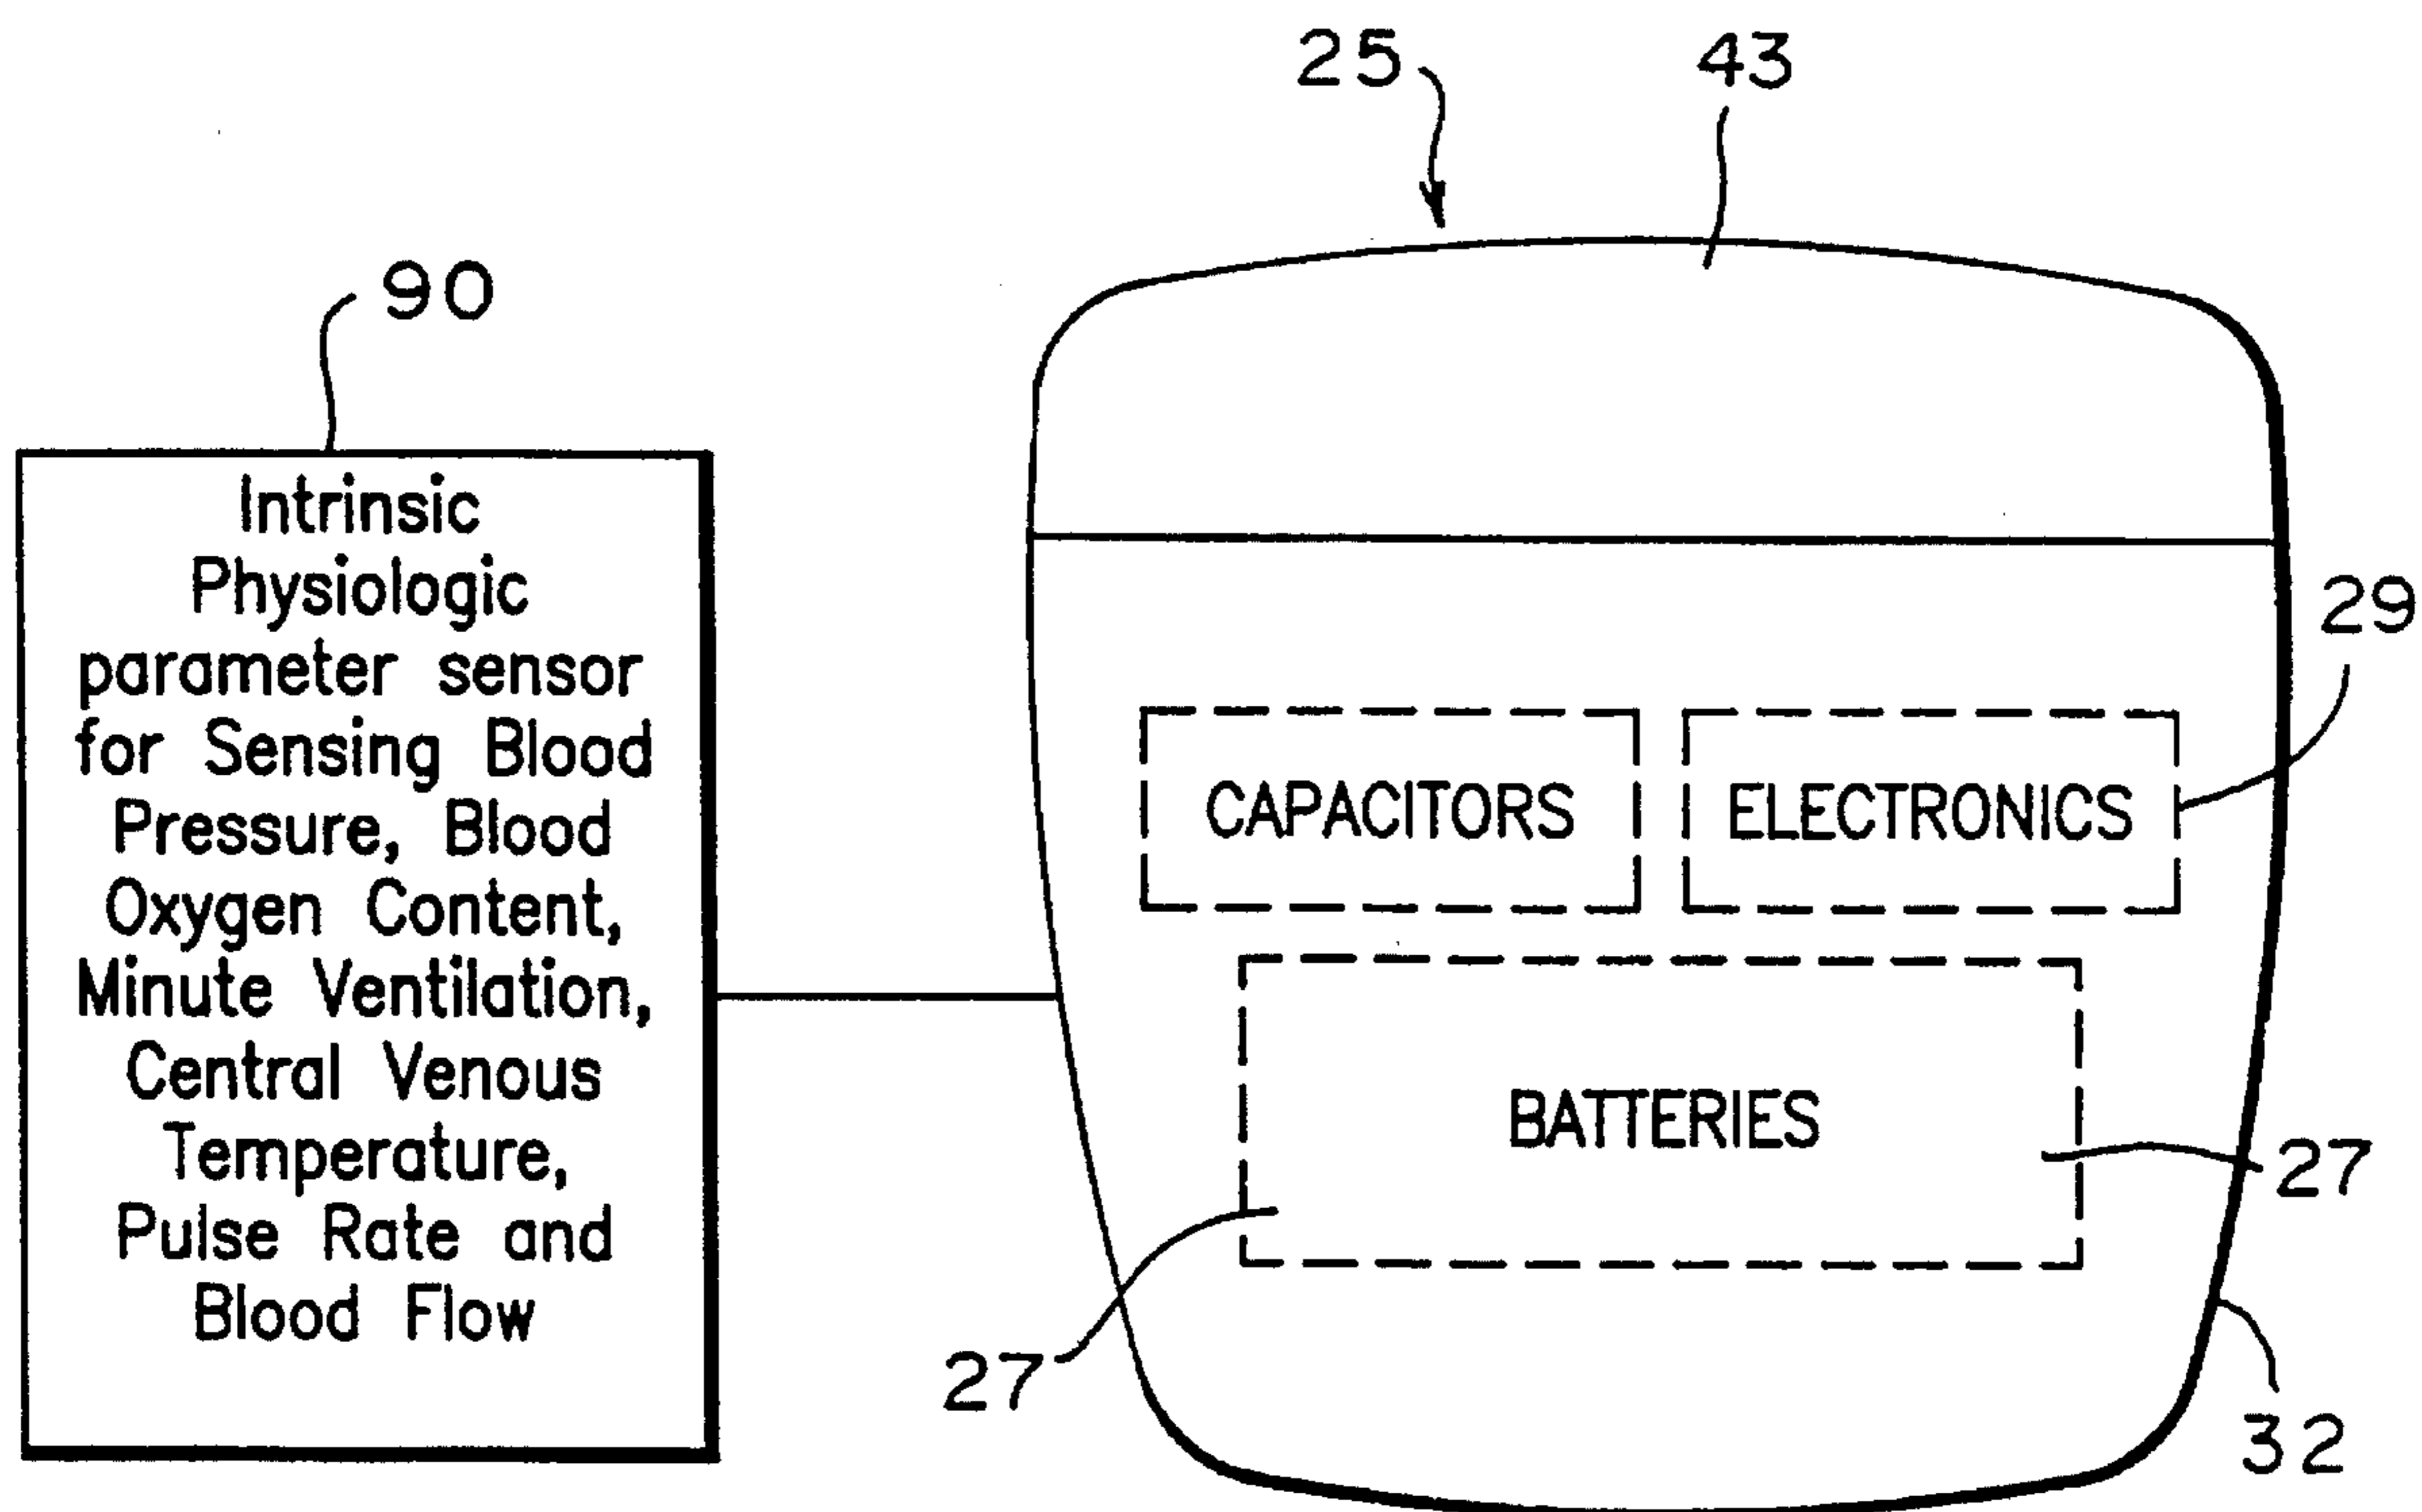 25
43
90
Intrinsic
Physiologic
parameter sensor
for Sensing Blood
Pressure, Blood
Oxygen Content,
Minute Ventilation,
Central Venous
Temperature,
Pulse Rate and
Blood Flow
29
CAPACITORS
ELECTRONICS
BATTERIES
27
27
32